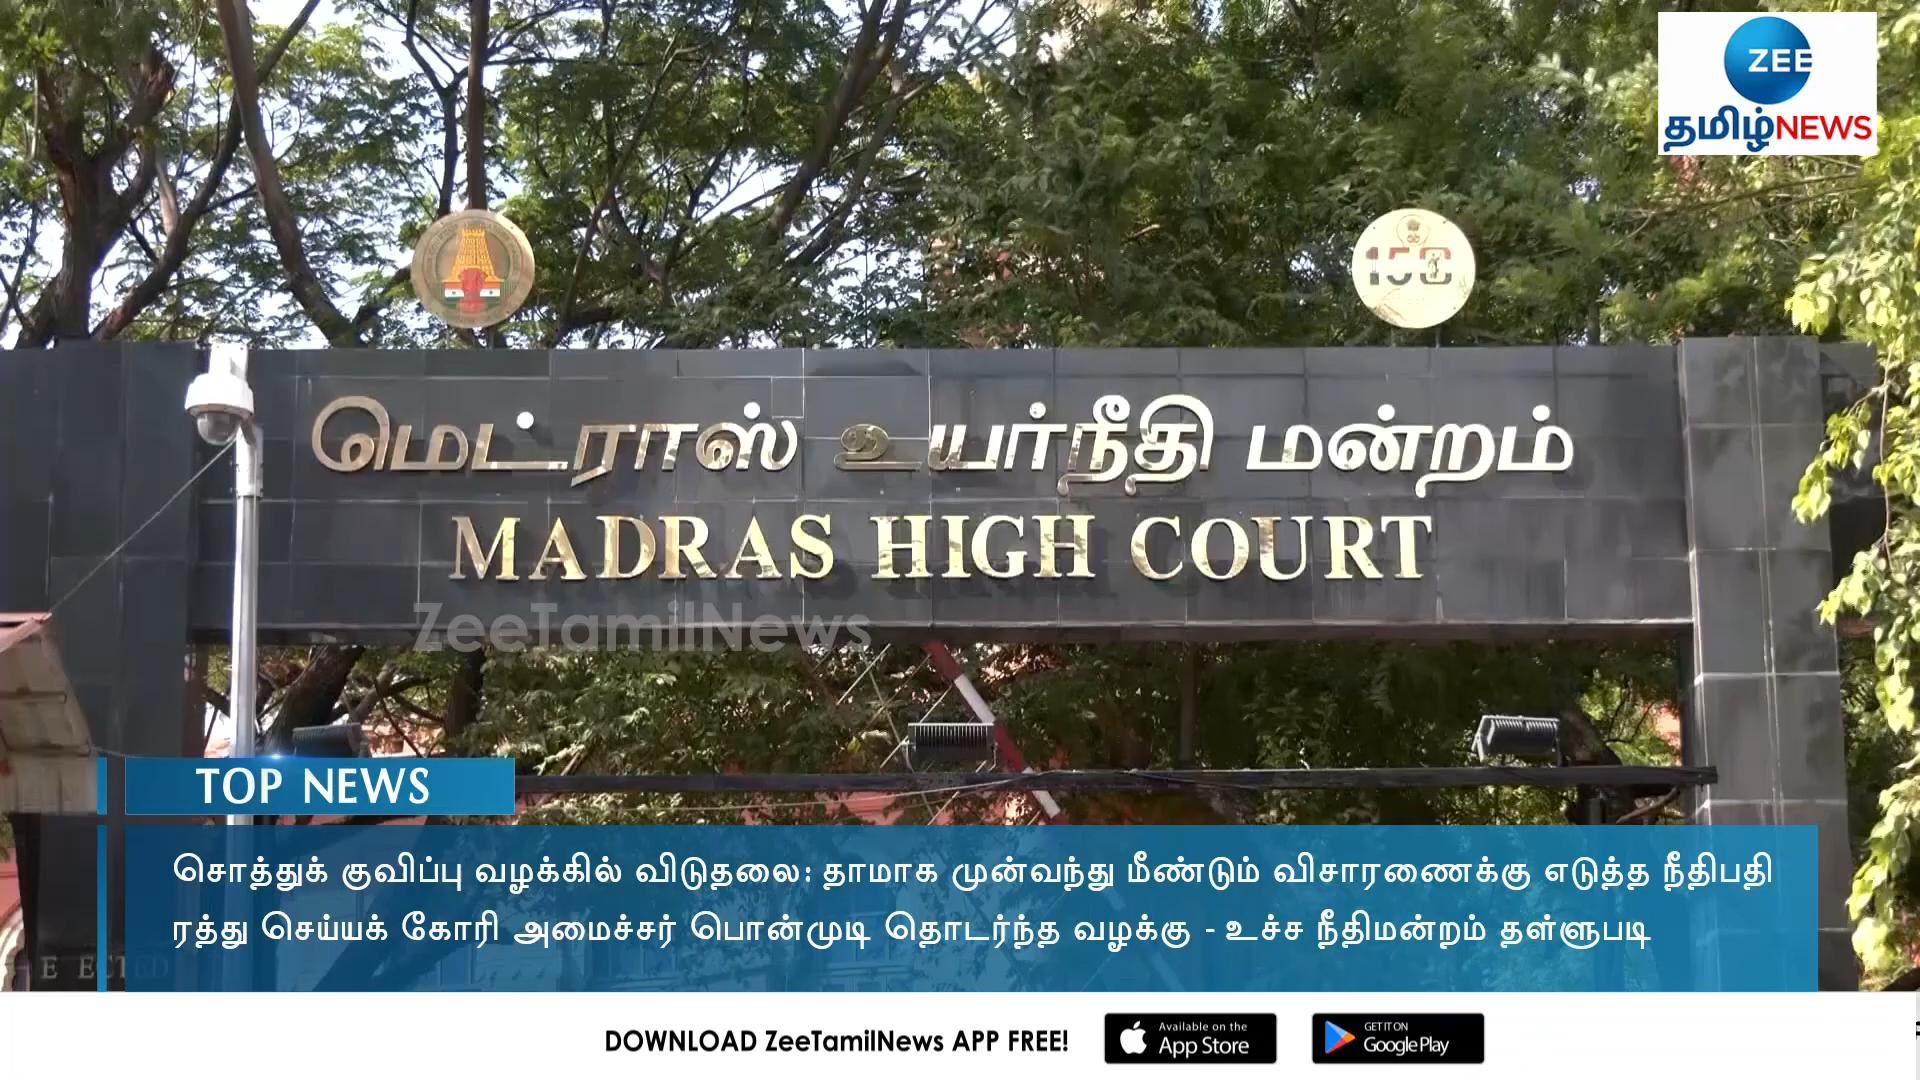 ZEE
தமிழ்NEWS
150
மெட்ராஸ் உயர்நீதி மன்றம்
MADRAS HIGH COURT
ZeeTamilNews
TOP NEWS
சொத்துக் குவிப்பு வழக்கில் விடுதலை: தாமாக முன்வந்து மீண்டும் விசாரணைக்கு எடுத்த நீதிபதி
ரத்து செய்யக் கோரி அமைச்சர் பொன்முடி தொடர்ந்த வழக்கு - உச்ச நீதிமன்றம் தள்ளுபடி
DOWNLOAD ZeeTamilNews APP FREE!
Available on the
App Store
GET IT ON
Google Play